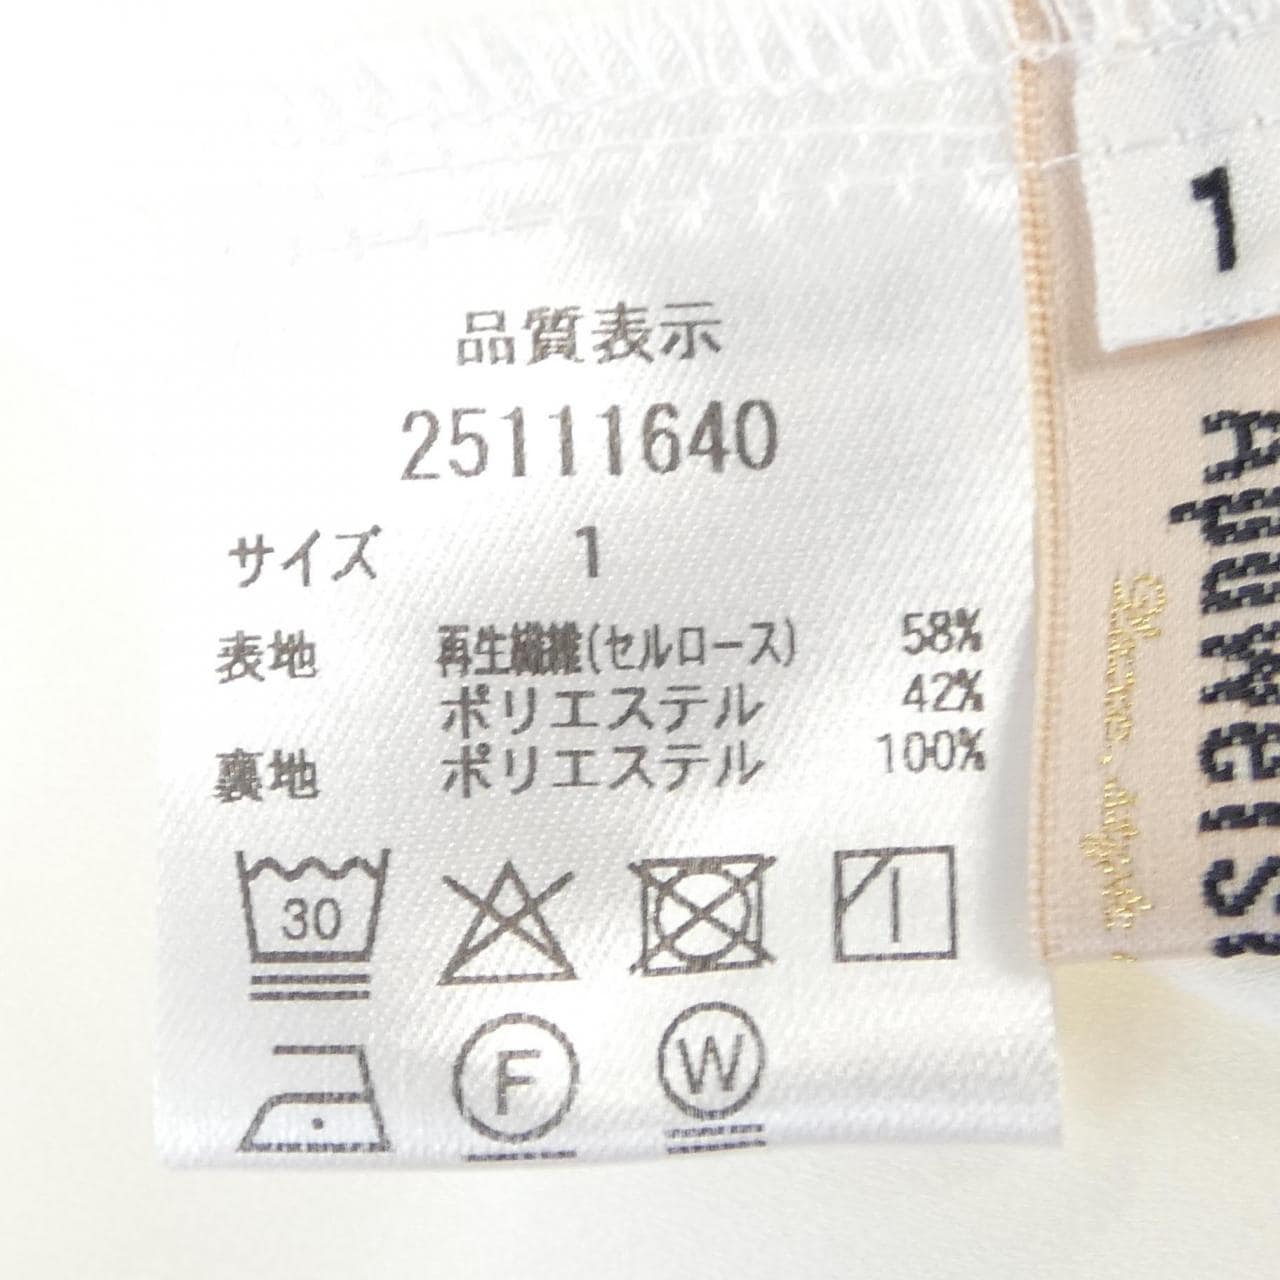 品質表示
25111640
サイズ 1
表地 再生繊維(セルロース) 58%
ポリエステル 42%
裏地 ポリエステル 100%
30
F
W
1
Apuweiser